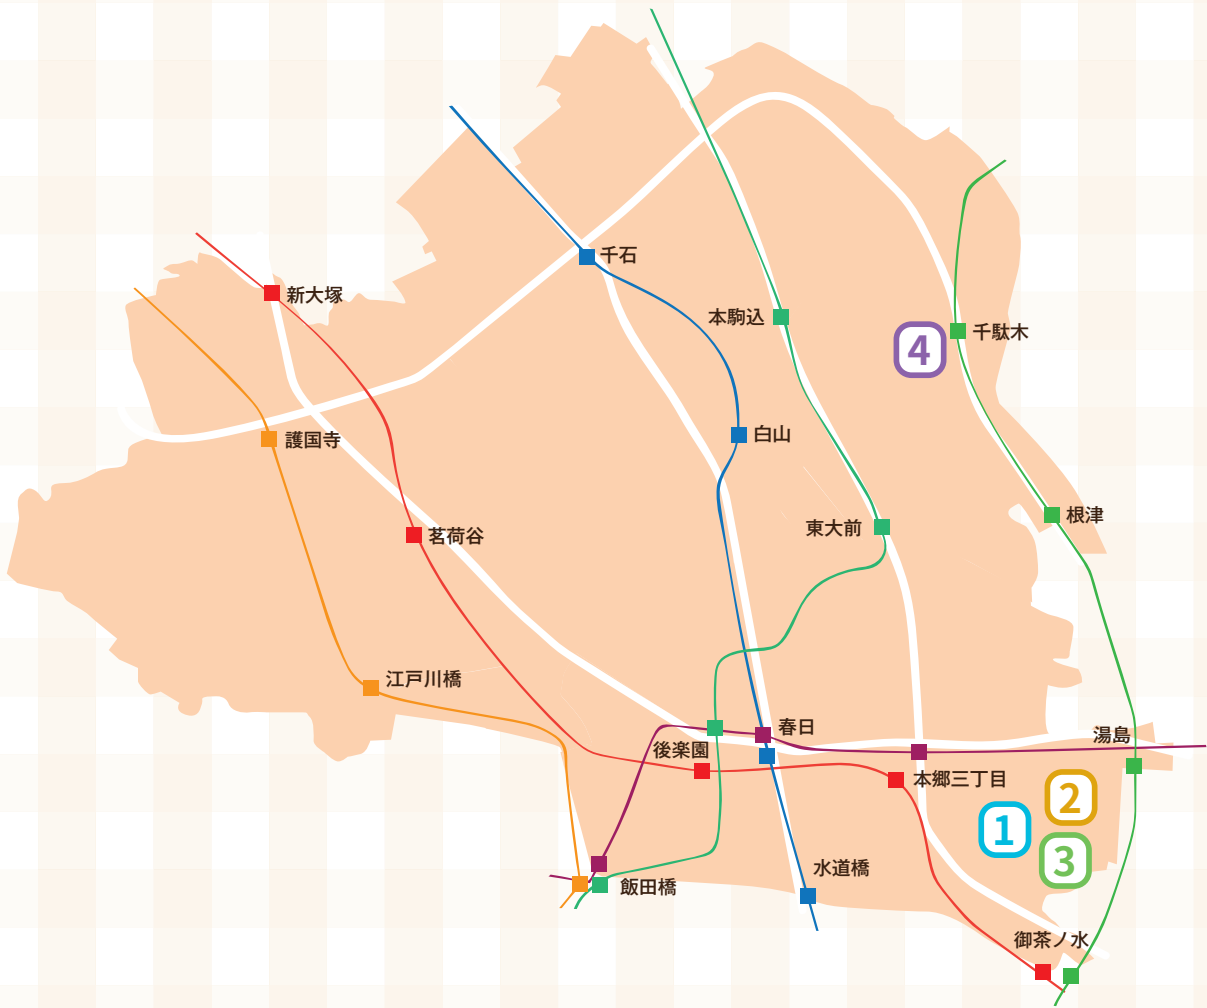 千石
新大塚
本駒込
千駄木
4
白山
護国寺
根津
東大前
茗荷谷
江戸川橋
春日
湯島
後楽園
本郷三丁目
2
1
3
水道橋
飯田橋
御茶ノ水